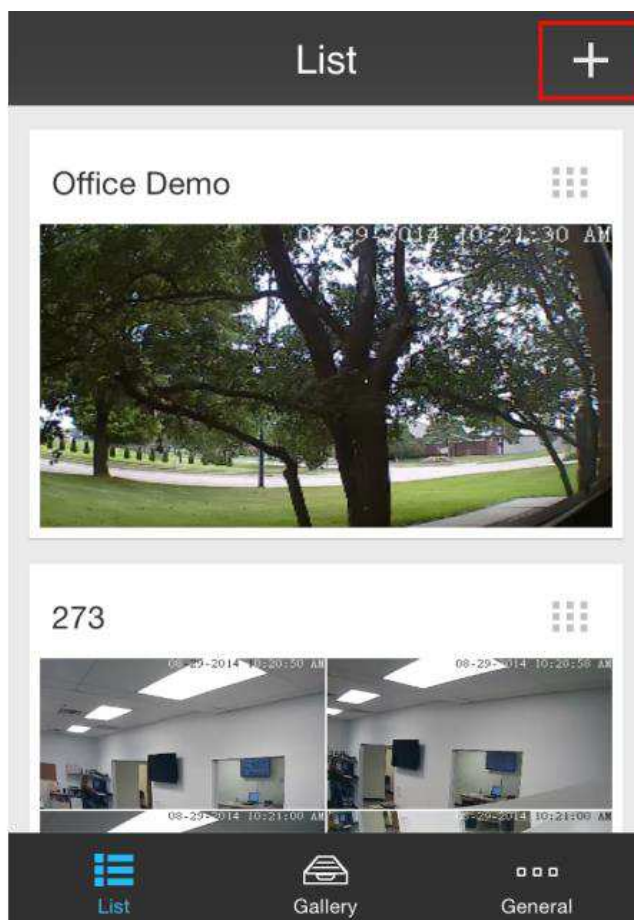 List
Office Demo
08-29-2014 10:21:30 AM
273
08-29-2014 10:20:50 AM
08-29-2014 10:20:58 AM
08-29-2014 10:21:00 AM
08-29-2014 10:21:00 AM
List
Gallery
General